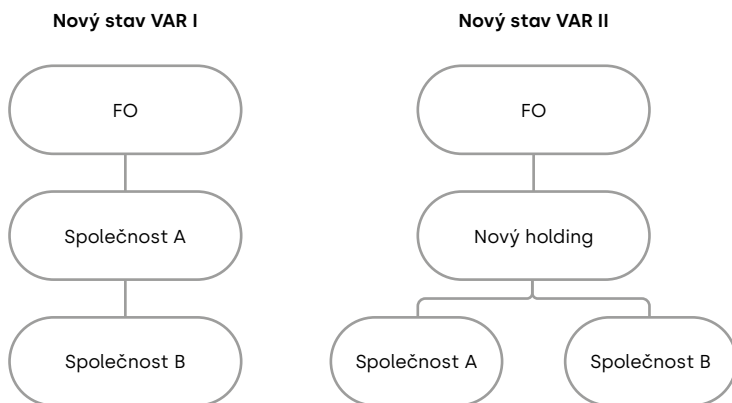 Nový stav VAR I
FO
Společnost A
Společnost B
Nový stav VAR II
FO
Nový holding
Společnost A
Společnost B